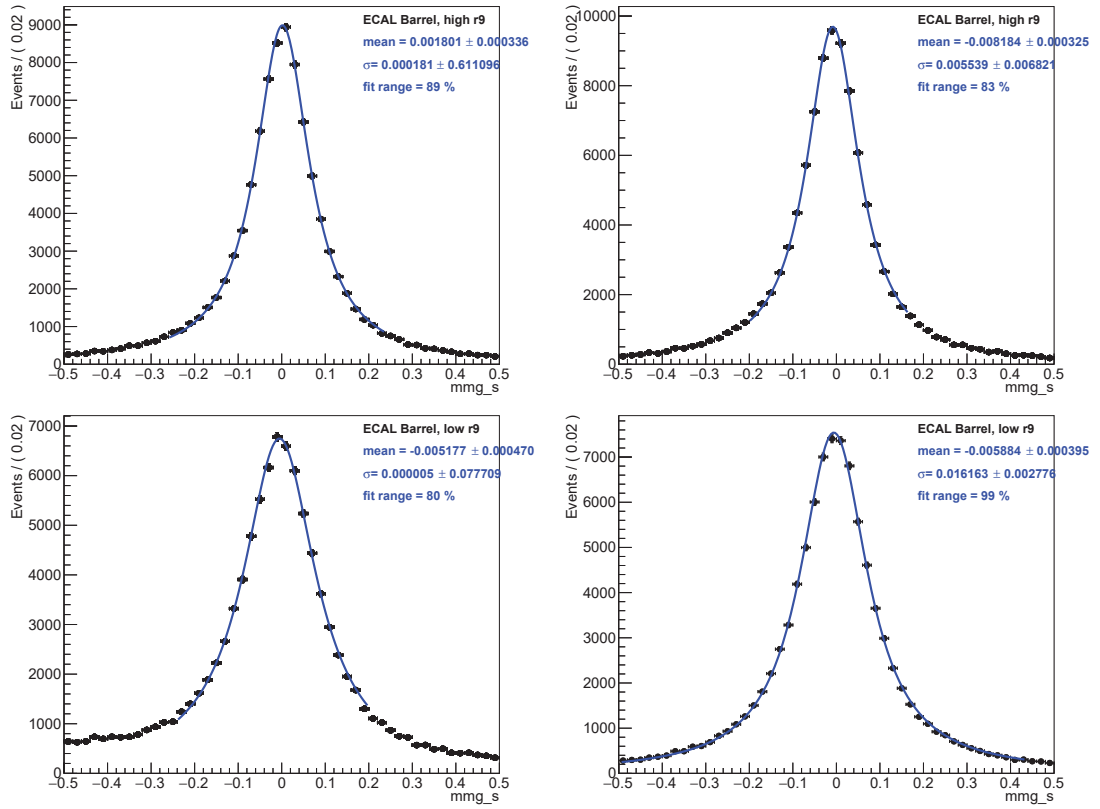 ECAL Barrel, high r9
mean = 0.001801 ± 0.000336
σ= 0.000181 ± 0.611096
fit range = 89 %
Events / ( 0.02 )
9000
8000
7000
6000
5000
4000
3000
2000
1000
0
−0.5 −0.4 −0.3 −0.2 −0.1 0 0.1 0.2 0.3 0.4 0.5
mmg_s
ECAL Barrel, high r9
mean = -0.008184 ± 0.000325
σ= 0.005539 ± 0.006821
fit range = 83 %
Events / ( 0.02 )
10000
8000
6000
4000
2000
0
−0.5 −0.4 −0.3 −0.2 −0.1 0 0.1 0.2 0.3 0.4 0.5
mmg_s
ECAL Barrel, low r9
mean = -0.005177 ± 0.000470
σ= 0.000005 ± 0.077709
fit range = 80 %
Events / ( 0.02 )
7000
6000
5000
4000
3000
2000
1000
0
−0.5 −0.4 −0.3 −0.2 −0.1 0 0.1 0.2 0.3 0.4 0.5
mmg_s
ECAL Barrel, low r9
mean = -0.005884 ± 0.000395
σ= 0.016163 ± 0.002776
fit range = 99 %
Events / ( 0.02 )
7000
6000
5000
4000
3000
2000
1000
0
−0.5 −0.4 −0.3 −0.2 −0.1 0 0.1 0.2 0.3 0.4 0.5
mmg_s